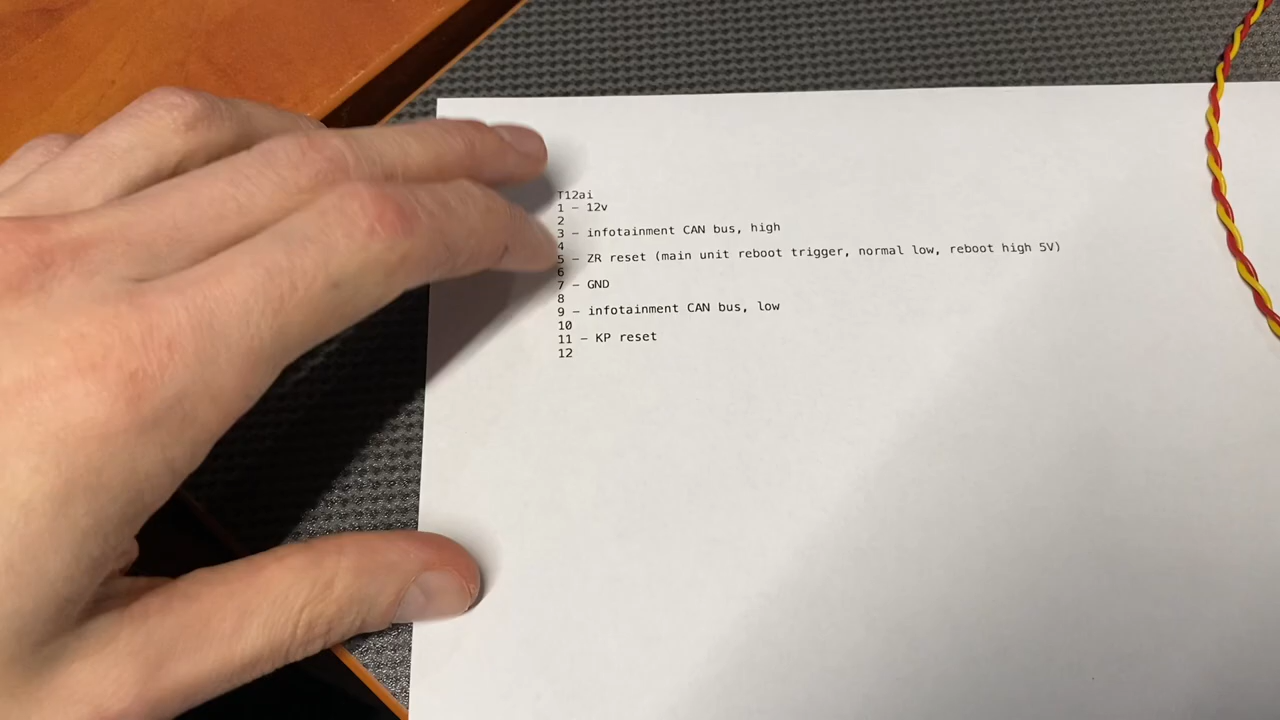 T12ai
1 – 12v
2
3 – infotainment CAN bus, high
4
5 – ZR reset (main unit reboot trigger, normal low, reboot high 5V)
6
7 – GND
8
9 – infotainment CAN bus, low
10
11 – KP reset
12